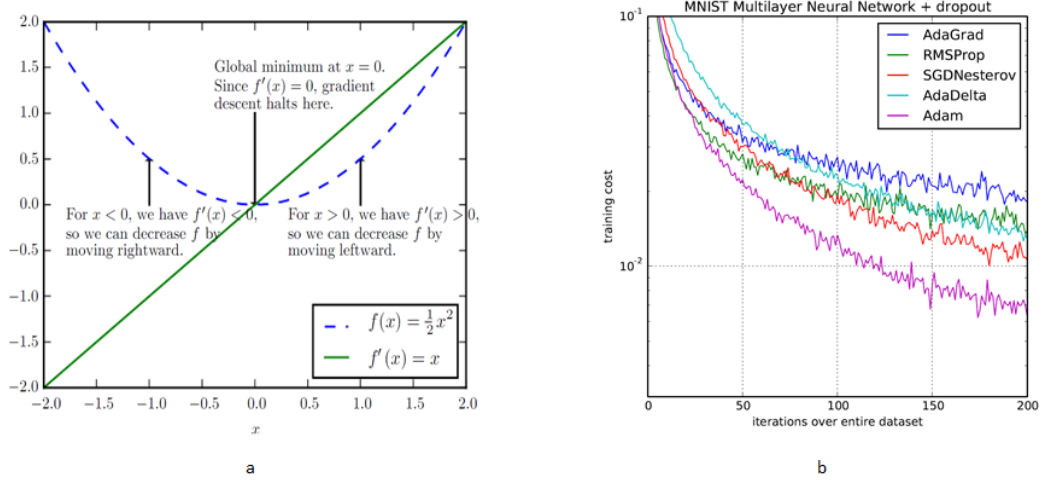 2.0
1.5
1.0
0.5
0.0
−0.5
−1.0
−1.5
−2.0
Global minimum at x = 0.
Since f′(x) = 0, gradient
descent halts here.
For x < 0, we have f′(x) < 0,
so we can decrease f by
moving rightward.
For x > 0, we have f′(x) > 0,
so we can decrease f by
moving leftward.
f(x) = ½x²
f′(x) = x
−2.0 −1.5 −1.0 −0.5 0.0 0.5 1.0 1.5 2.0
x
a
MNIST Multilayer Neural Network + dropout
10⁻¹
10⁻²
training cost
AdaGrad
RMSProp
SGDNesterov
AdaDelta
Adam
0 50 100 150 200
iterations over entire dataset
b